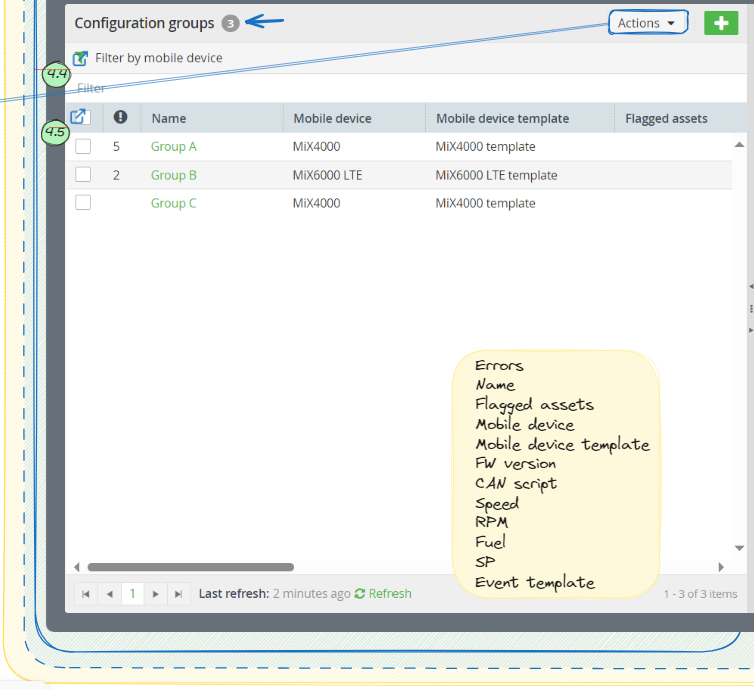 Configuration groups 3
Actions
Filter by mobile device
4.4
Filter
4.5
Name Mobile device Mobile device template Flagged assets
5 Group A MiX4000 MiX4000 template
2 Group B MiX6000 LTE MiX6000 LTE template
Group C MiX4000 MiX4000 template
Errors
Name
Flagged assets
Mobile device
Mobile device template
FW version
CAN script
Speed
RPM
Fuel
SP
Event template
1 Last refresh: 2 minutes ago Refresh 1 - 3 of 3 items